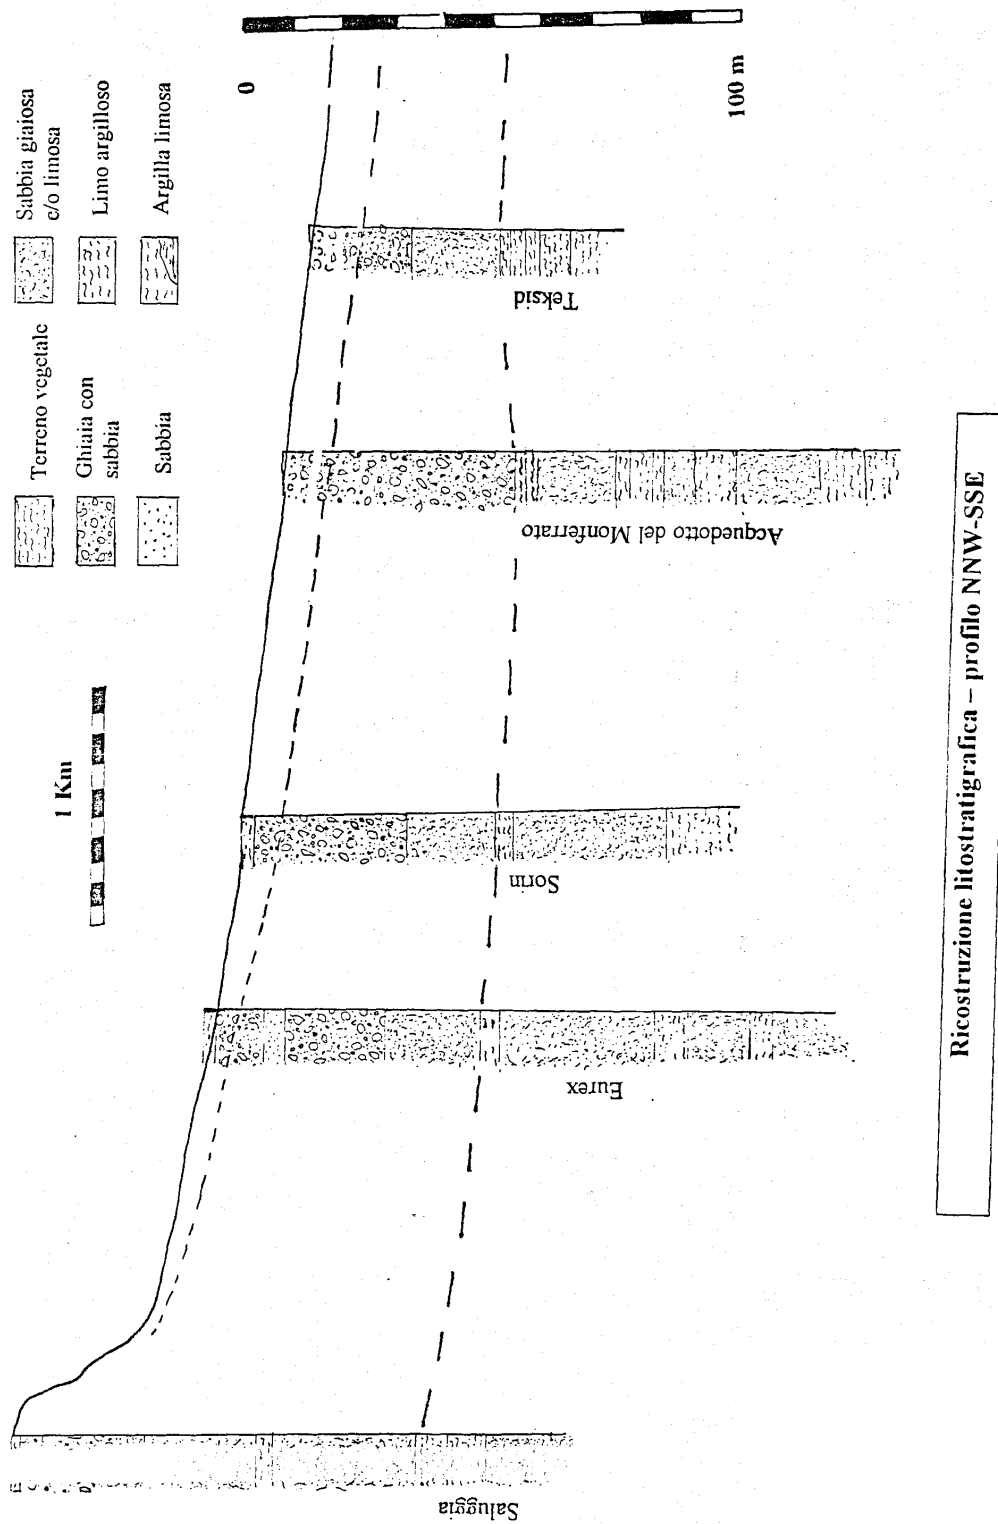 Terreno vegetale
Ghiaia con
sabbia
Sabbia
Sabbia giaiosa
c/o limosa
Limo argilloso
Argilla limosa
1 Km
0
100 m
Saluggia
Eurex
Sorin
Acquedotto del Monferrato
Teksid
Ricostruzione litostratigrafica – profilo NNW-SSE